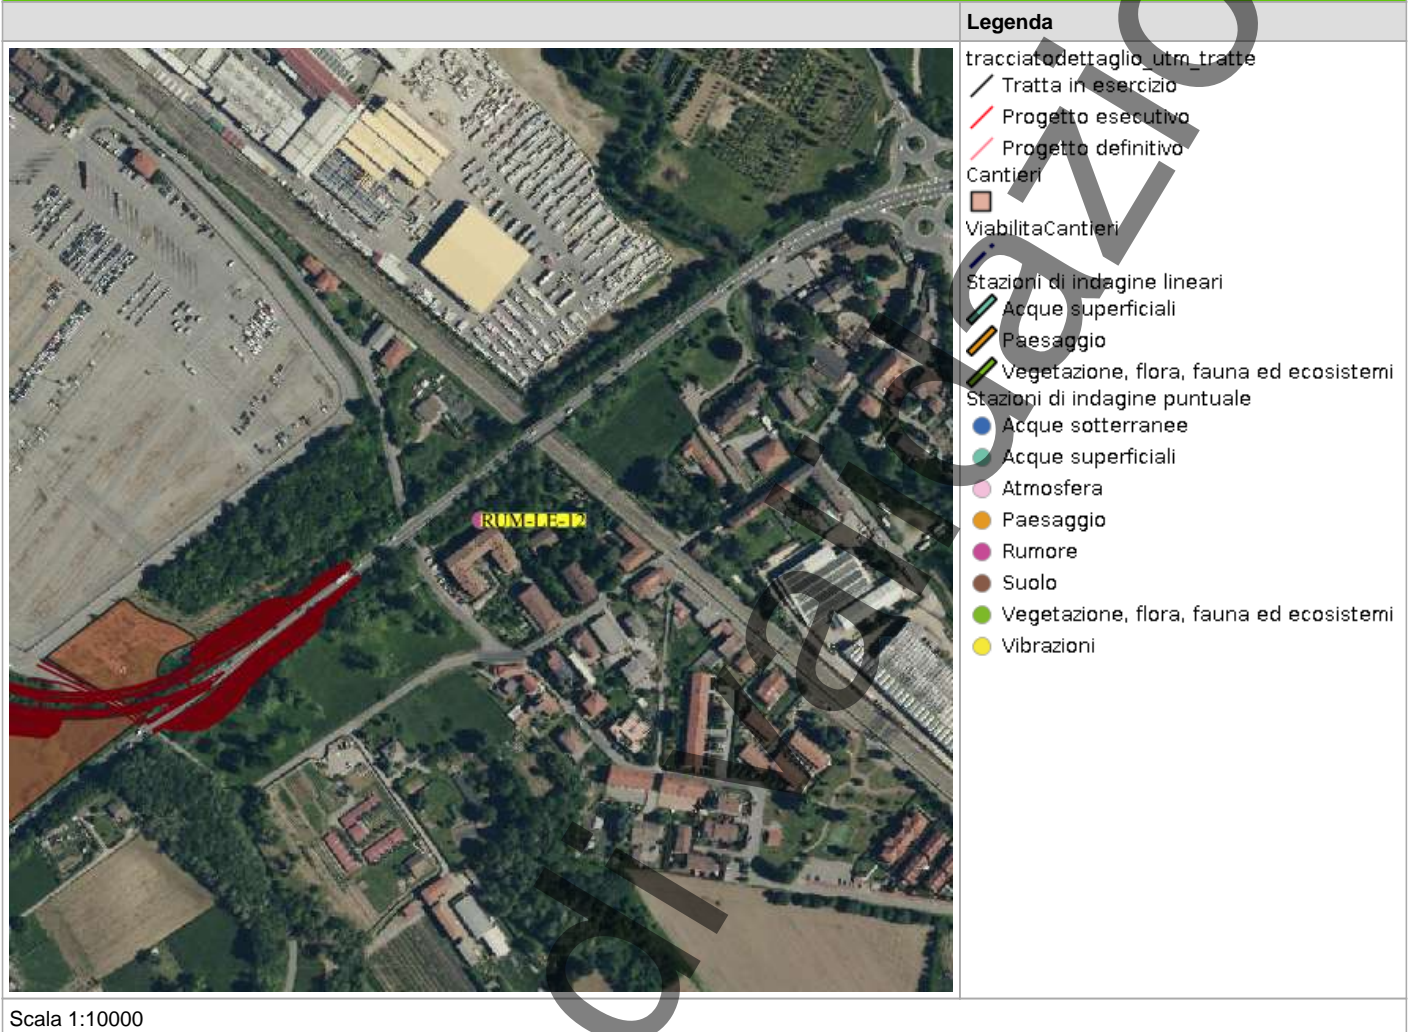 Legenda
tracciatodettaglio_utm_tratte
Tratta in esercizio
Progetto esecutivo
Progetto definitivo
Cantieri
ViabilitaCantieri
Stazioni di indagine lineari
Acque superficiali
Paesaggio
Vegetazione, flora, fauna ed ecosistemi
Stazioni di indagine puntuale
Acque sotterranee
Acque superficiali
Atmosfera
Paesaggio
Rumore
Suolo
Vegetazione, flora, fauna ed ecosistemi
Vibrazioni
RUM-LE-12
Scala 1:10000